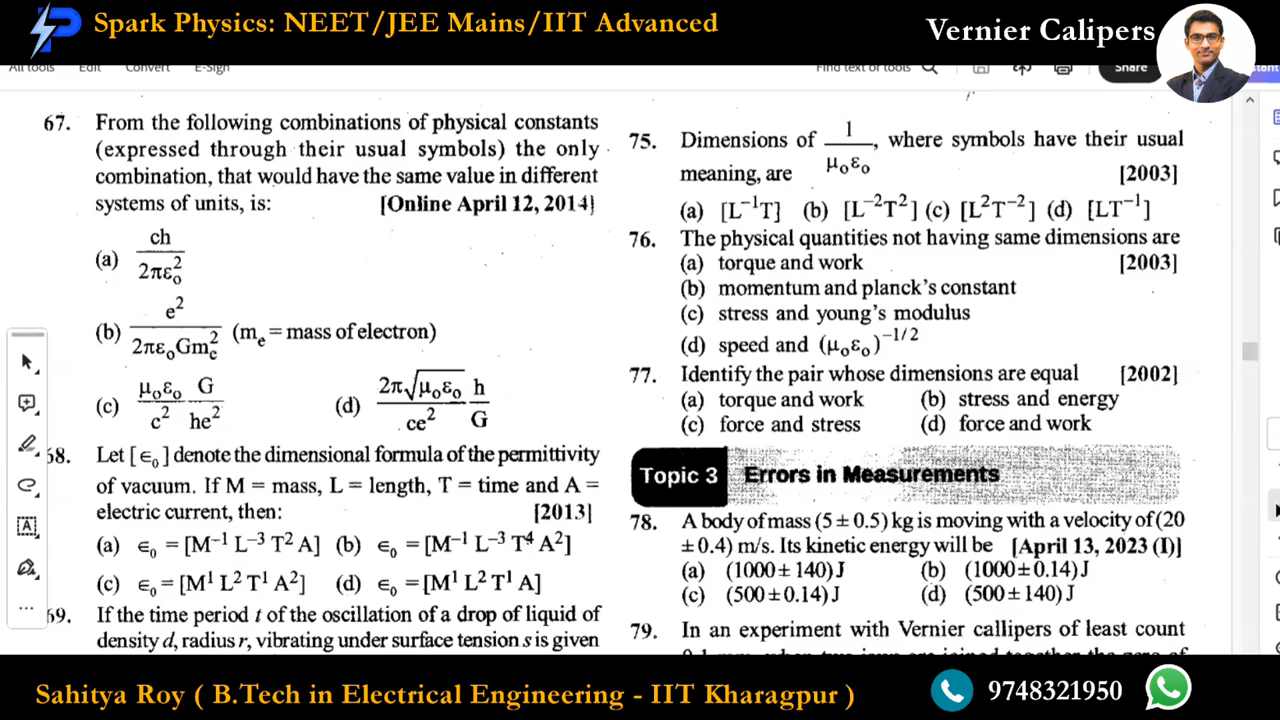 Spark Physics: NEET/JEE Mains/IIT Advanced
Vernier Calipers
All tools Edit Convert E-Sign
Find text or tools
Share
67. From the following combinations of physical constants
(expressed through their usual symbols) the only
combination, that would have the same value in different
systems of units, is: [Online April 12, 2014]
(a) ch / 2πε₀²
(b) e² / 2πε₀Gmₑ² (mₑ = mass of electron)
(c) μ₀ε₀ / c² G / he² (d) 2π√μ₀ε₀ / ce² h / G
68. Let [∈₀] denote the dimensional formula of the permittivity
of vacuum. If M = mass, L = length, T = time and A =
electric current, then: [2013]
(a) ∈₀ = [M⁻¹ L⁻³ T² A] (b) ∈₀ = [M⁻¹ L⁻³ T⁴ A²]
(c) ∈₀ = [M¹ L² T¹ A²] (d) ∈₀ = [M¹ L² T¹ A]
69. If the time period t of the oscillation of a drop of liquid of
density d, radius r, vibrating under surface tension s is given
75. Dimensions of 1 / μ₀ε₀, where symbols have their usual
meaning, are [2003]
(a) [L⁻¹T] (b) [L⁻²T²] (c) [L²T⁻²] (d) [LT⁻¹]
76. The physical quantities not having same dimensions are
(a) torque and work [2003]
(b) momentum and planck's constant
(c) stress and young's modulus
(d) speed and (μ₀ε₀)⁻¹/²
77. Identify the pair whose dimensions are equal [2002]
(a) torque and work (b) stress and energy
(c) force and stress (d) force and work
Topic 3 Errors in Measurements
78. A body of mass (5 ± 0.5) kg is moving with a velocity of (20
± 0.4) m/s. Its kinetic energy will be [April 13, 2023 (I)]
(a) (1000 ± 140) J (b) (1000 ± 0.14) J
(c) (500 ± 0.14) J (d) (500 ± 140) J
79. In an experiment with Vernier callipers of least count
Sahitya Roy ( B.Tech in Electrical Engineering - IIT Kharagpur )
9748321950